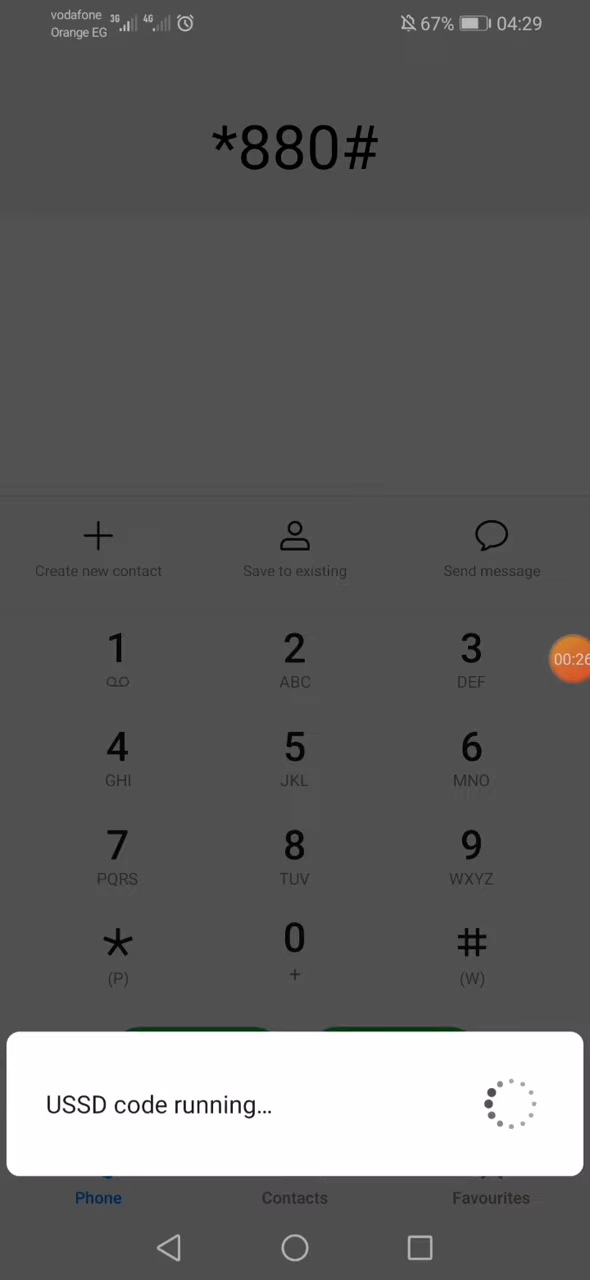 vodafone 3G 4G 67% 04:29
Orange EG
*880#
Create new contact Save to existing Send message
1 2 3
ABC DEF
00:26
4 5 6
GHI JKL MNO
7 8 9
PQRS TUV WXYZ
* 0 #
(P) + (W)
USSD code running...
Phone Contacts Favourites